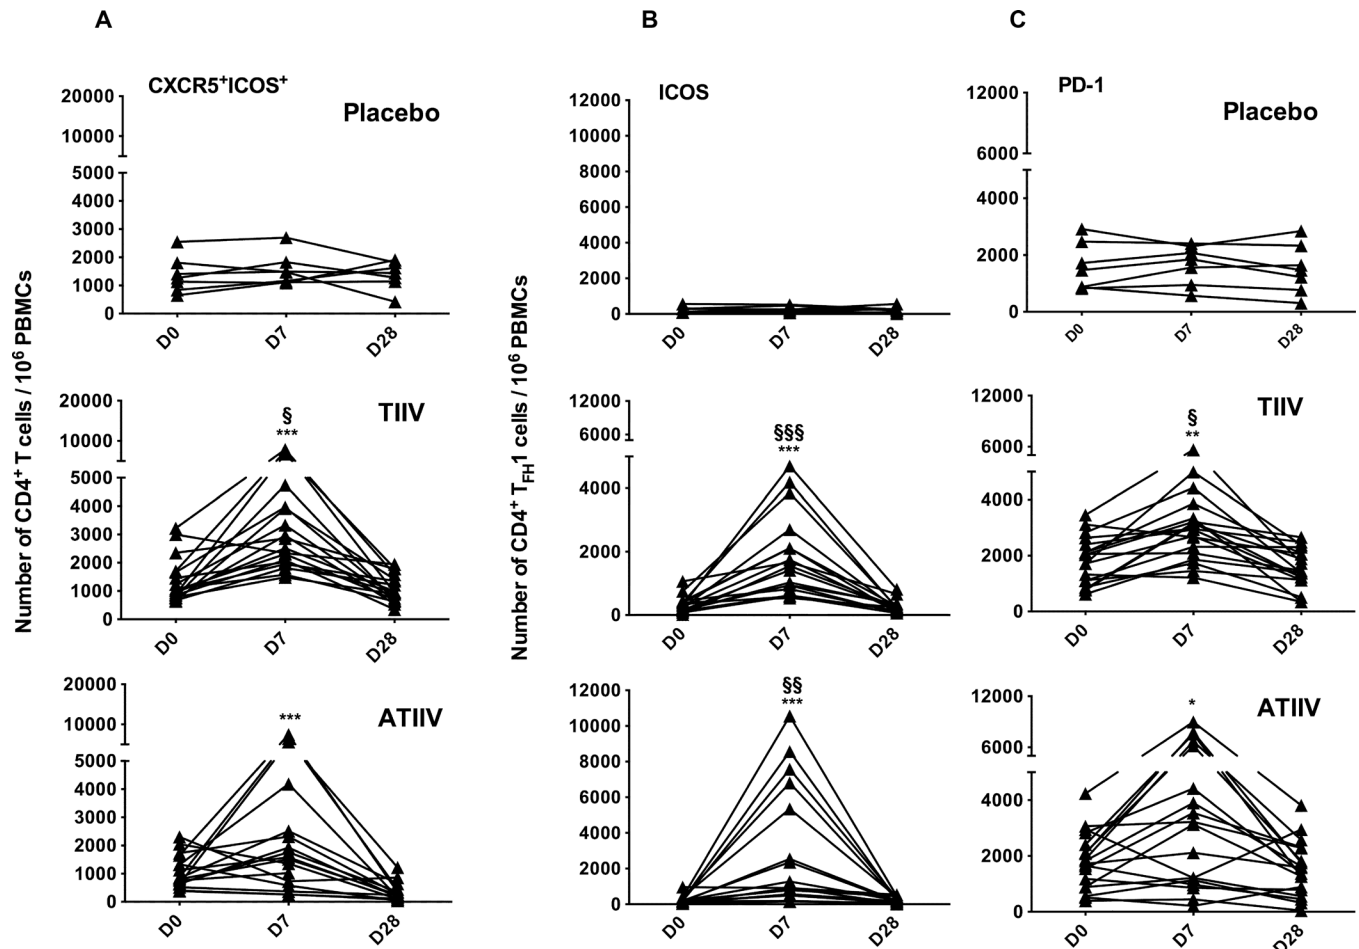 A
B
C
CXCR5⁺ICOS⁺
Placebo
20000
10000
5000
4000
3000
2000
1000
0
D0
D7
D28
ICOS
12000
10000
8000
6000
4000
2000
0
D0
D7
D28
PD-1
Placebo
12000
6000
4000
2000
0
D0
D7
D28
Number of CD4⁺ T cells / 10⁶ PBMCs
TIIV
§
***
20000
10000
5000
4000
3000
2000
1000
0
D0
D7
D28
Number of CD4⁺ T_FH1 cells / 10⁶ PBMCs
§§§
***
12000
6000
4000
2000
0
D0
D7
D28
TIIV
§
**
12000
6000
4000
2000
0
D0
D7
D28
ATIIV
***
20000
10000
5000
4000
3000
2000
1000
0
D0
D7
D28
§§
***
12000
10000
8000
6000
4000
2000
0
D0
D7
D28
ATIIV
*
12000
6000
4000
2000
0
D0
D7
D28